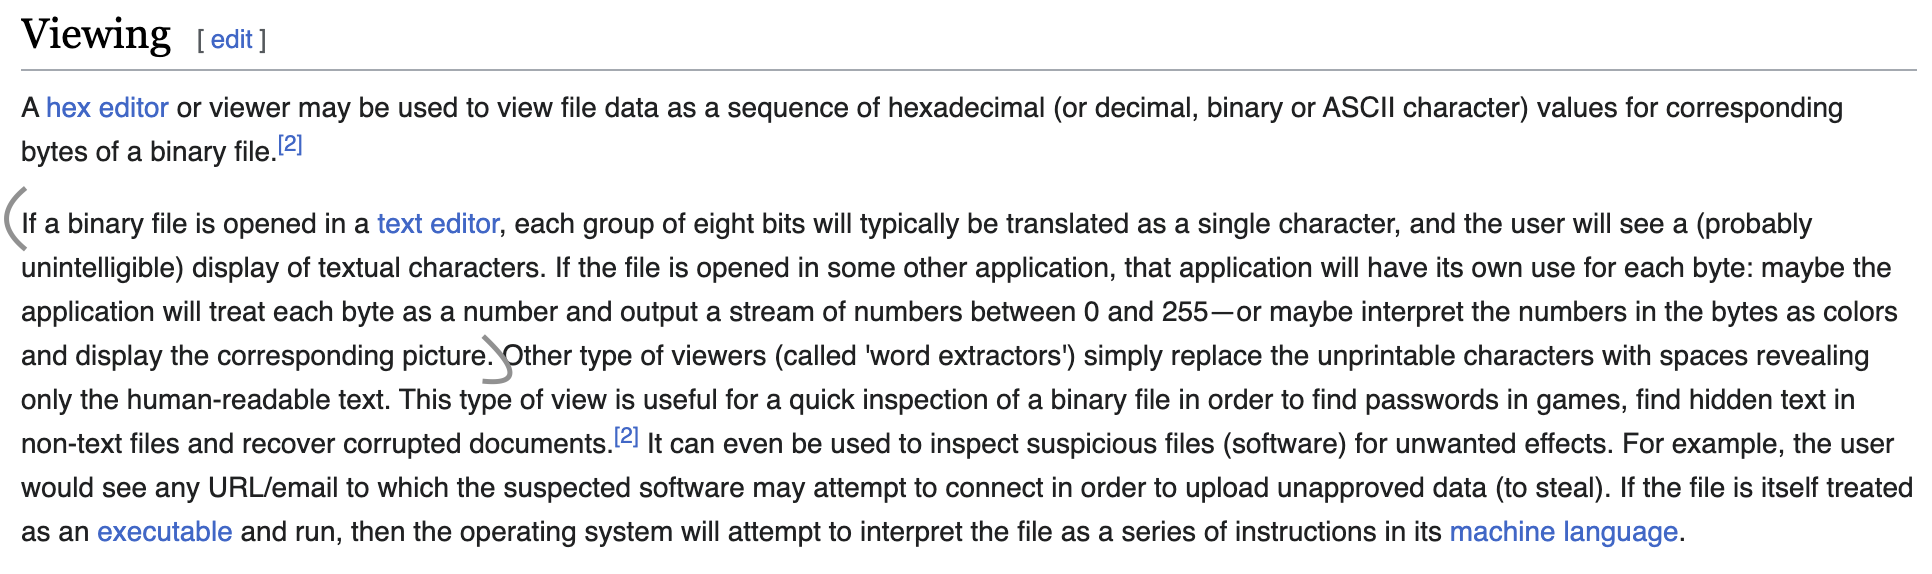 Viewing [ edit ]
A hex editor or viewer may be used to view file data as a sequence of hexadecimal (or decimal, binary or ASCII character) values for corresponding
bytes of a binary file.[2]
If a binary file is opened in a text editor, each group of eight bits will typically be translated as a single character, and the user will see a (probably
unintelligible) display of textual characters. If the file is opened in some other application, that application will have its own use for each byte: maybe the
application will treat each byte as a number and output a stream of numbers between 0 and 255—or maybe interpret the numbers in the bytes as colors
and display the corresponding picture. Other type of viewers (called 'word extractors') simply replace the unprintable characters with spaces revealing
only the human-readable text. This type of view is useful for a quick inspection of a binary file in order to find passwords in games, find hidden text in
non-text files and recover corrupted documents.[2] It can even be used to inspect suspicious files (software) for unwanted effects. For example, the user
would see any URL/email to which the suspected software may attempt to connect in order to upload unapproved data (to steal). If the file is itself treated
as an executable and run, then the operating system will attempt to interpret the file as a series of instructions in its machine language.